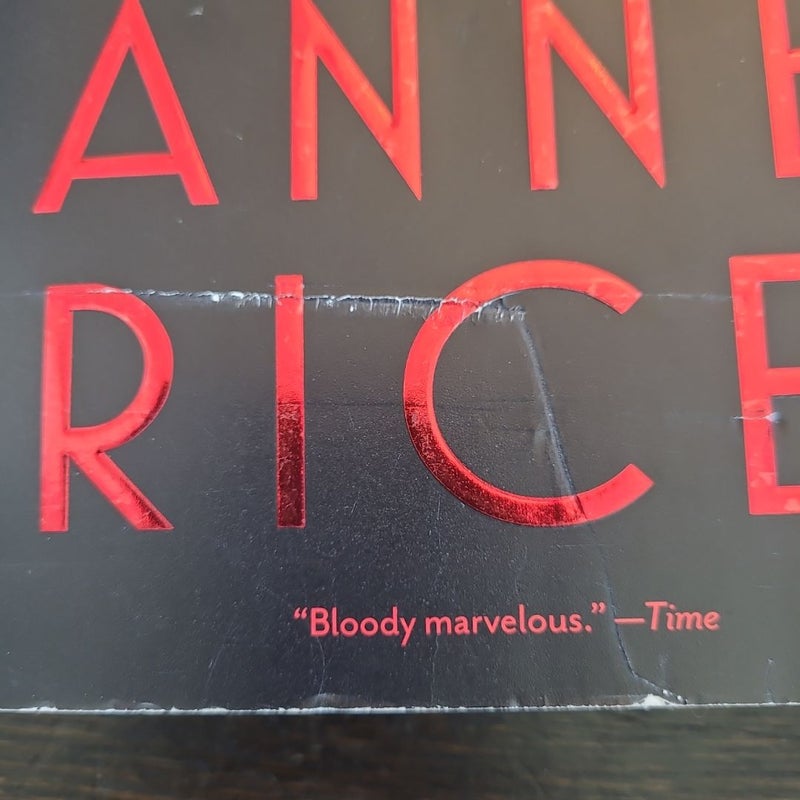 ANNE
RICE
“Bloody marvelous.” —Time